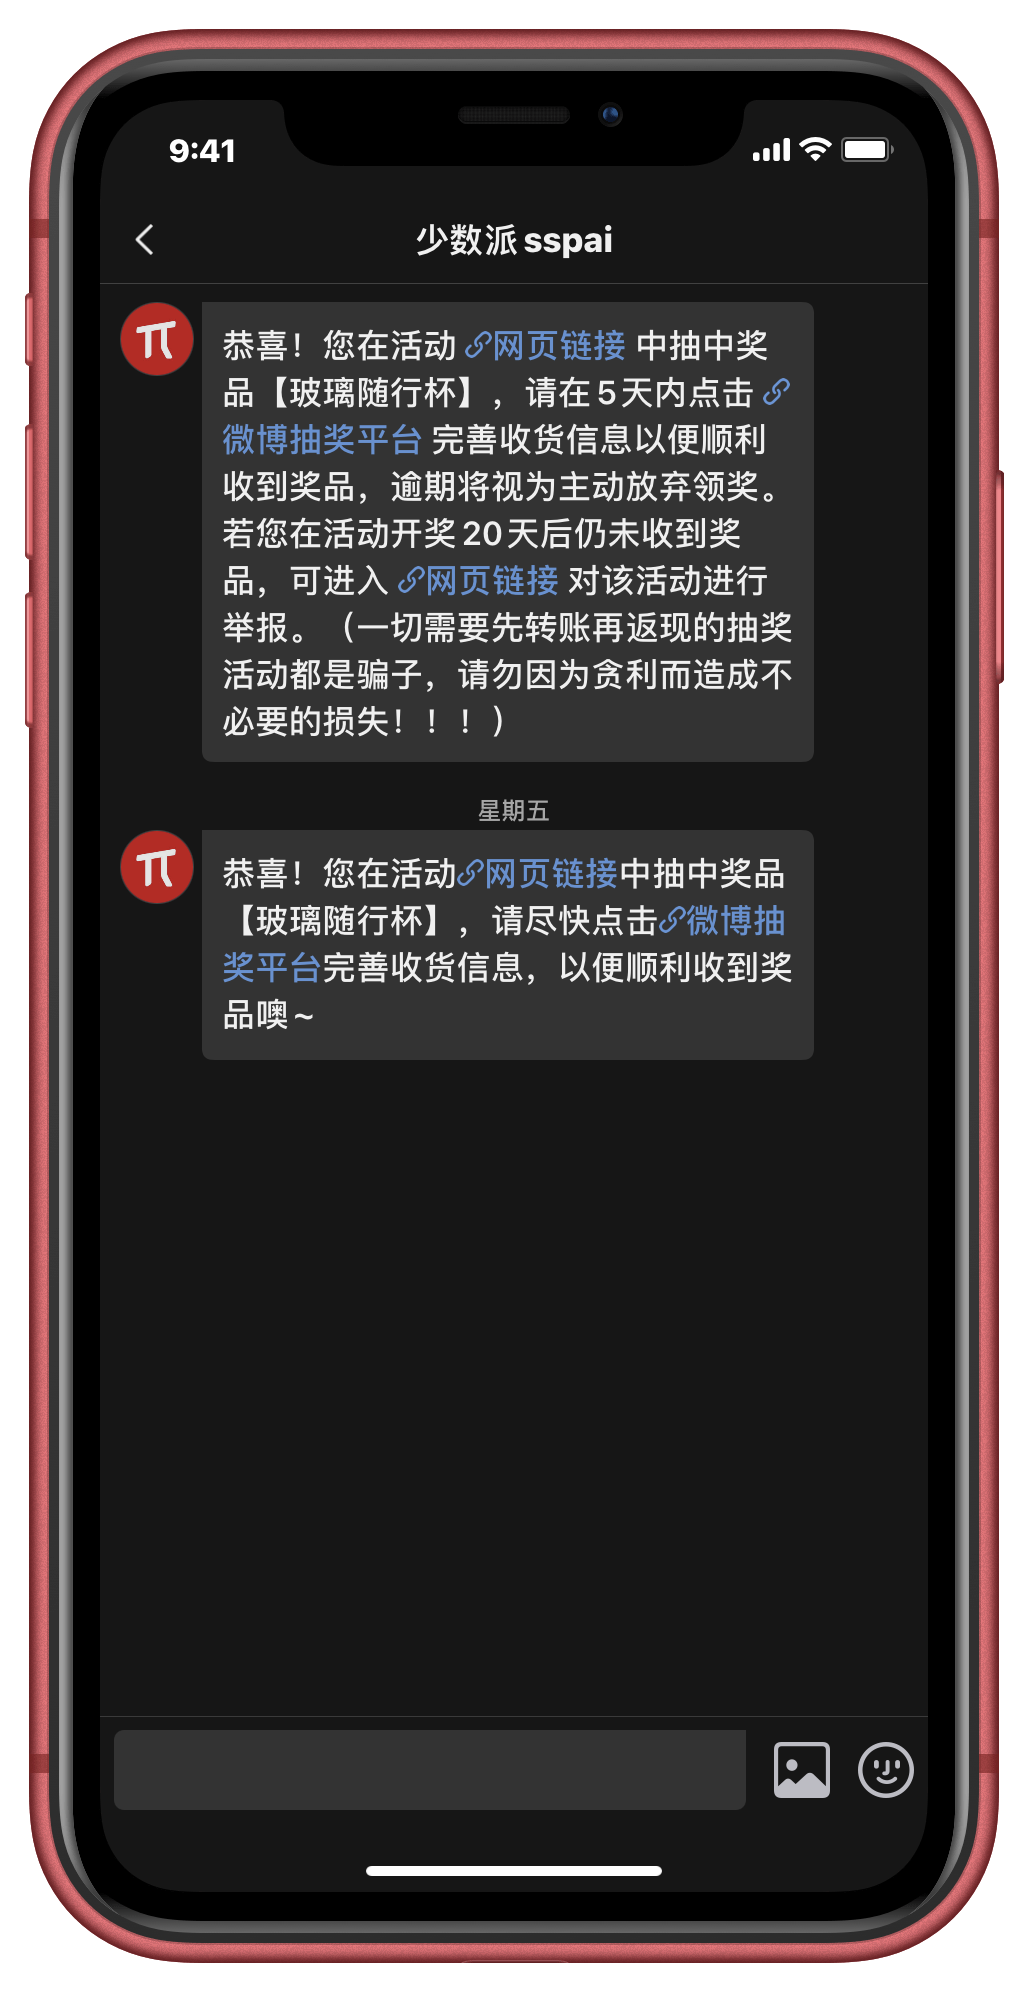 9:41
少数派sspai
恭喜！您在活动 网页链接 中抽中奖
品【玻璃随行杯】，请在5天内点击
微博抽奖平台 完善收货信息以便顺利
收到奖品，逾期将视为主动放弃领奖。
若您在活动开奖20天后仍未收到奖
品，可进入 网页链接 对该活动进行
举报。（一切需要先转账再返现的抽奖
活动都是骗子，请勿因为贪利而造成不
必要的损失！！！）
星期五
恭喜！您在活动网页链接中抽中奖品
【玻璃随行杯】，请尽快点击微博抽
奖平台完善收货信息，以便顺利收到奖
品噢~